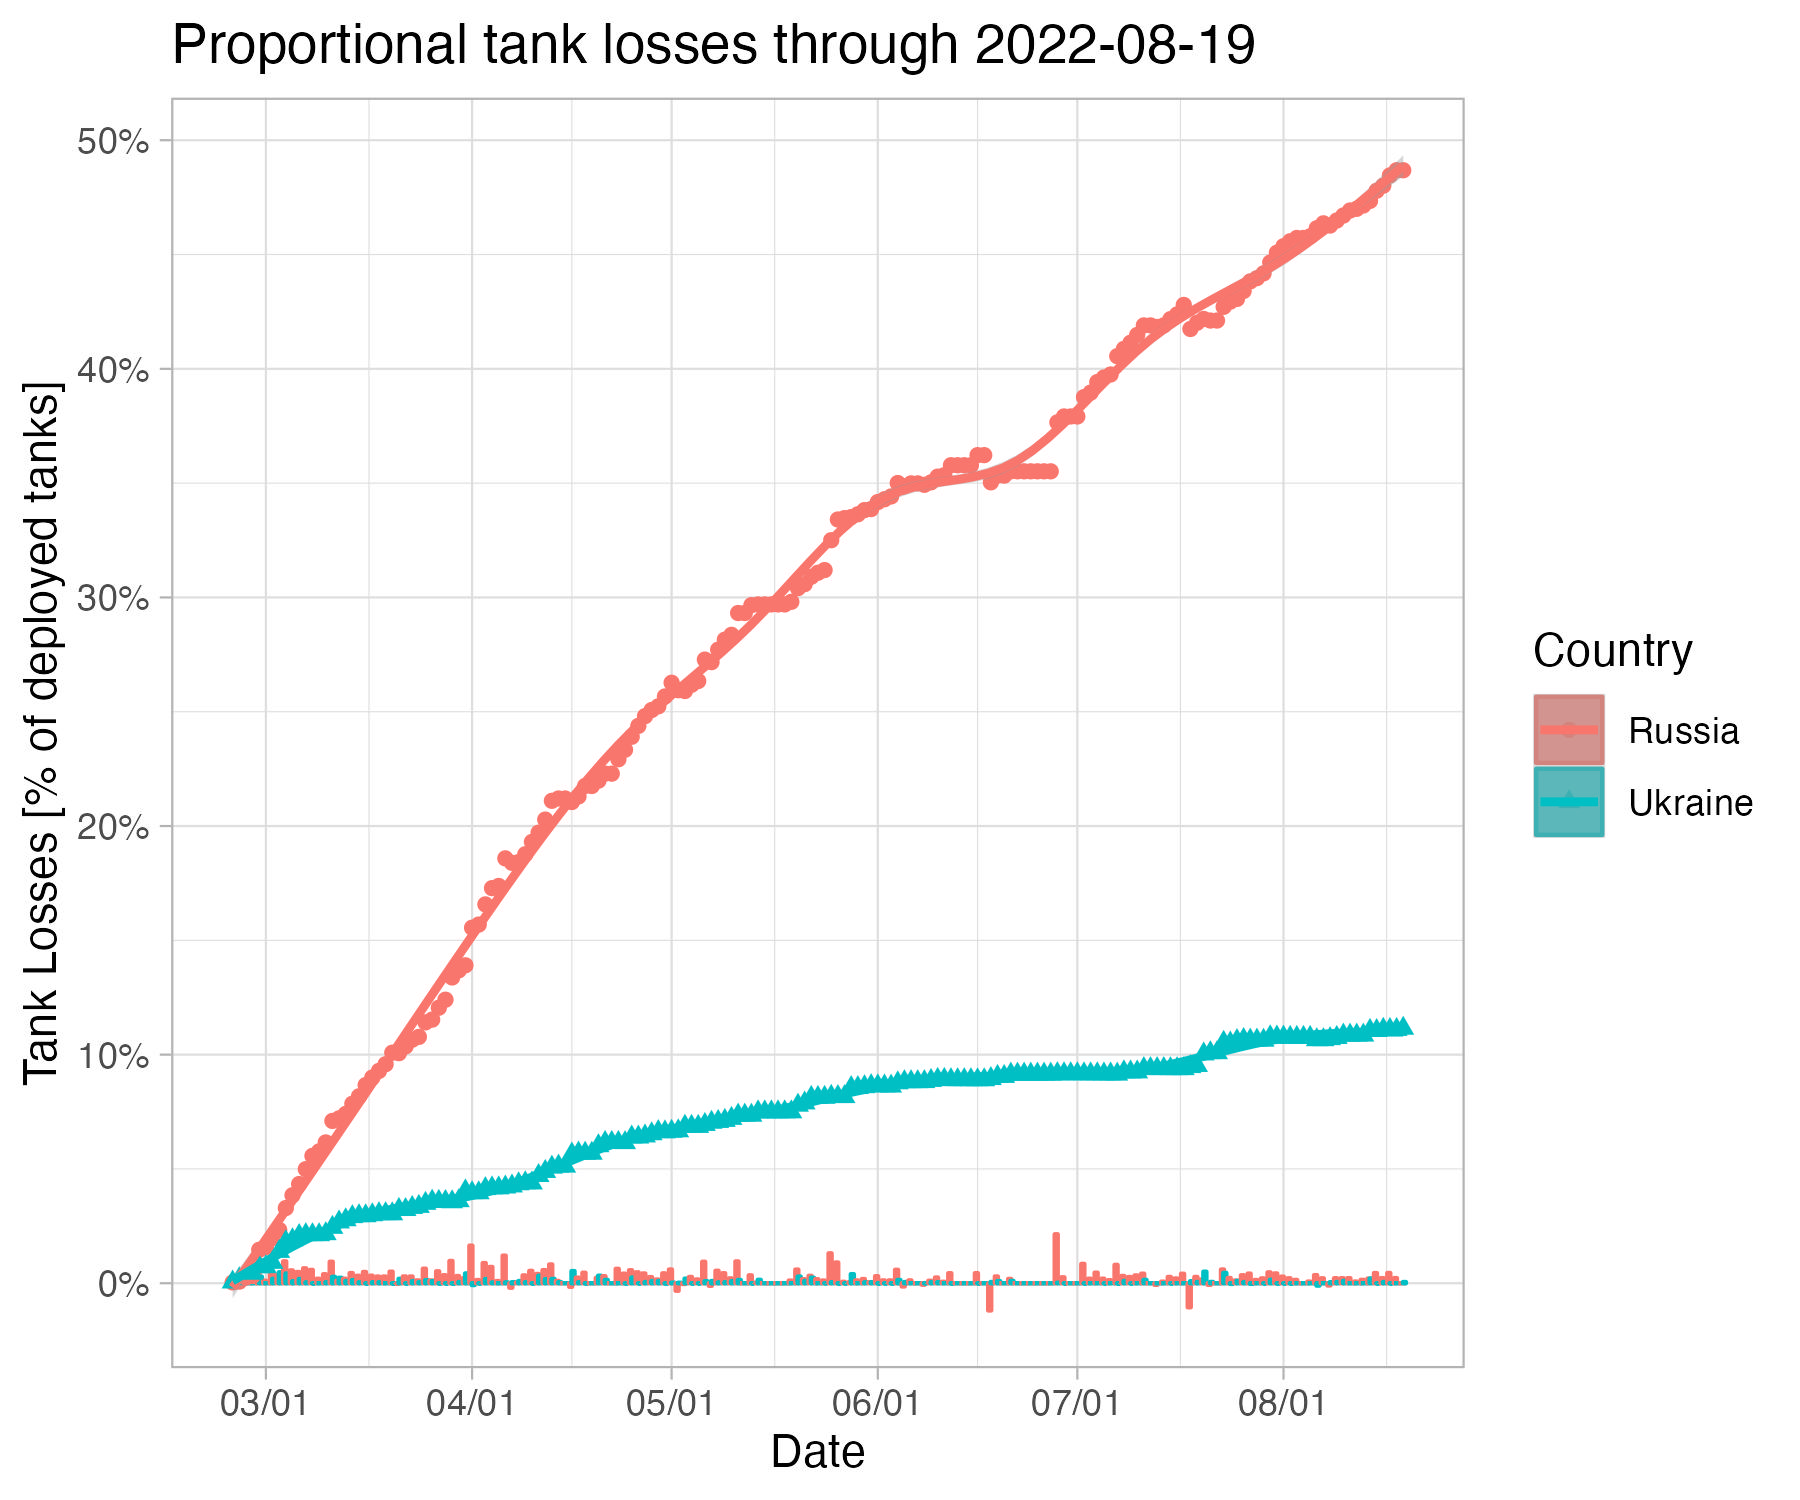 Proportional tank losses through 2022-08-19
Tank Losses [% of deployed tanks]
50%
40%
30%
20%
10%
0%
03/01 04/01 05/01 06/01 07/01 08/01
Date
Country
Russia
Ukraine